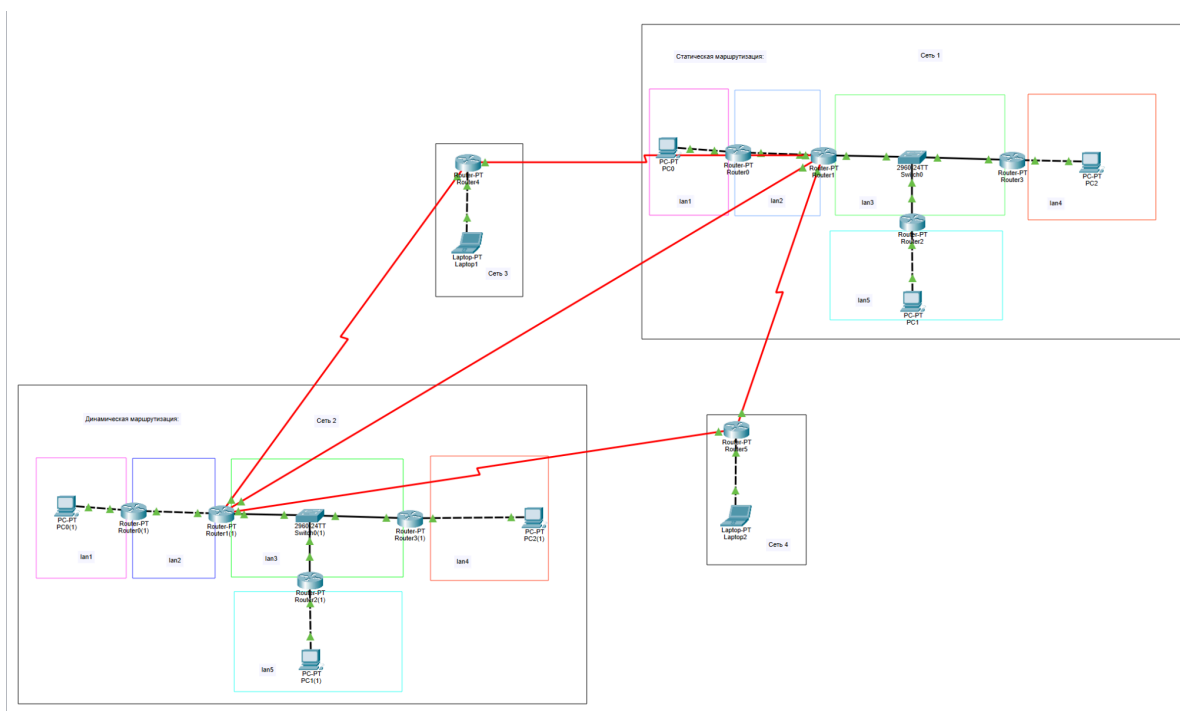 Статическая маршрутизация:
Сеть 1
PC-PT
PC0
Router-PT
Router0
Router-PT
Router1
2960-24TT
Switch0
Router-PT
Router3
PC-PT
PC2
lan1
lan2
lan3
lan4
Router-PT
Router2
lan5
PC-PT
PC1
Router-PT
Router4
Laptop-PT
Laptop1
Сеть 3
Динамическая маршрутизация:
Сеть 2
PC-PT
PC0(1)
Router-PT
Router0(1)
Router-PT
Router1(1)
2960-24TT
Switch0(1)
Router-PT
Router3(1)
PC-PT
PC2(1)
lan1
lan2
lan3
lan4
Router-PT
Router2(1)
lan5
PC-PT
PC1(1)
Router-PT
Router5
Laptop-PT
Laptop2
Сеть 4